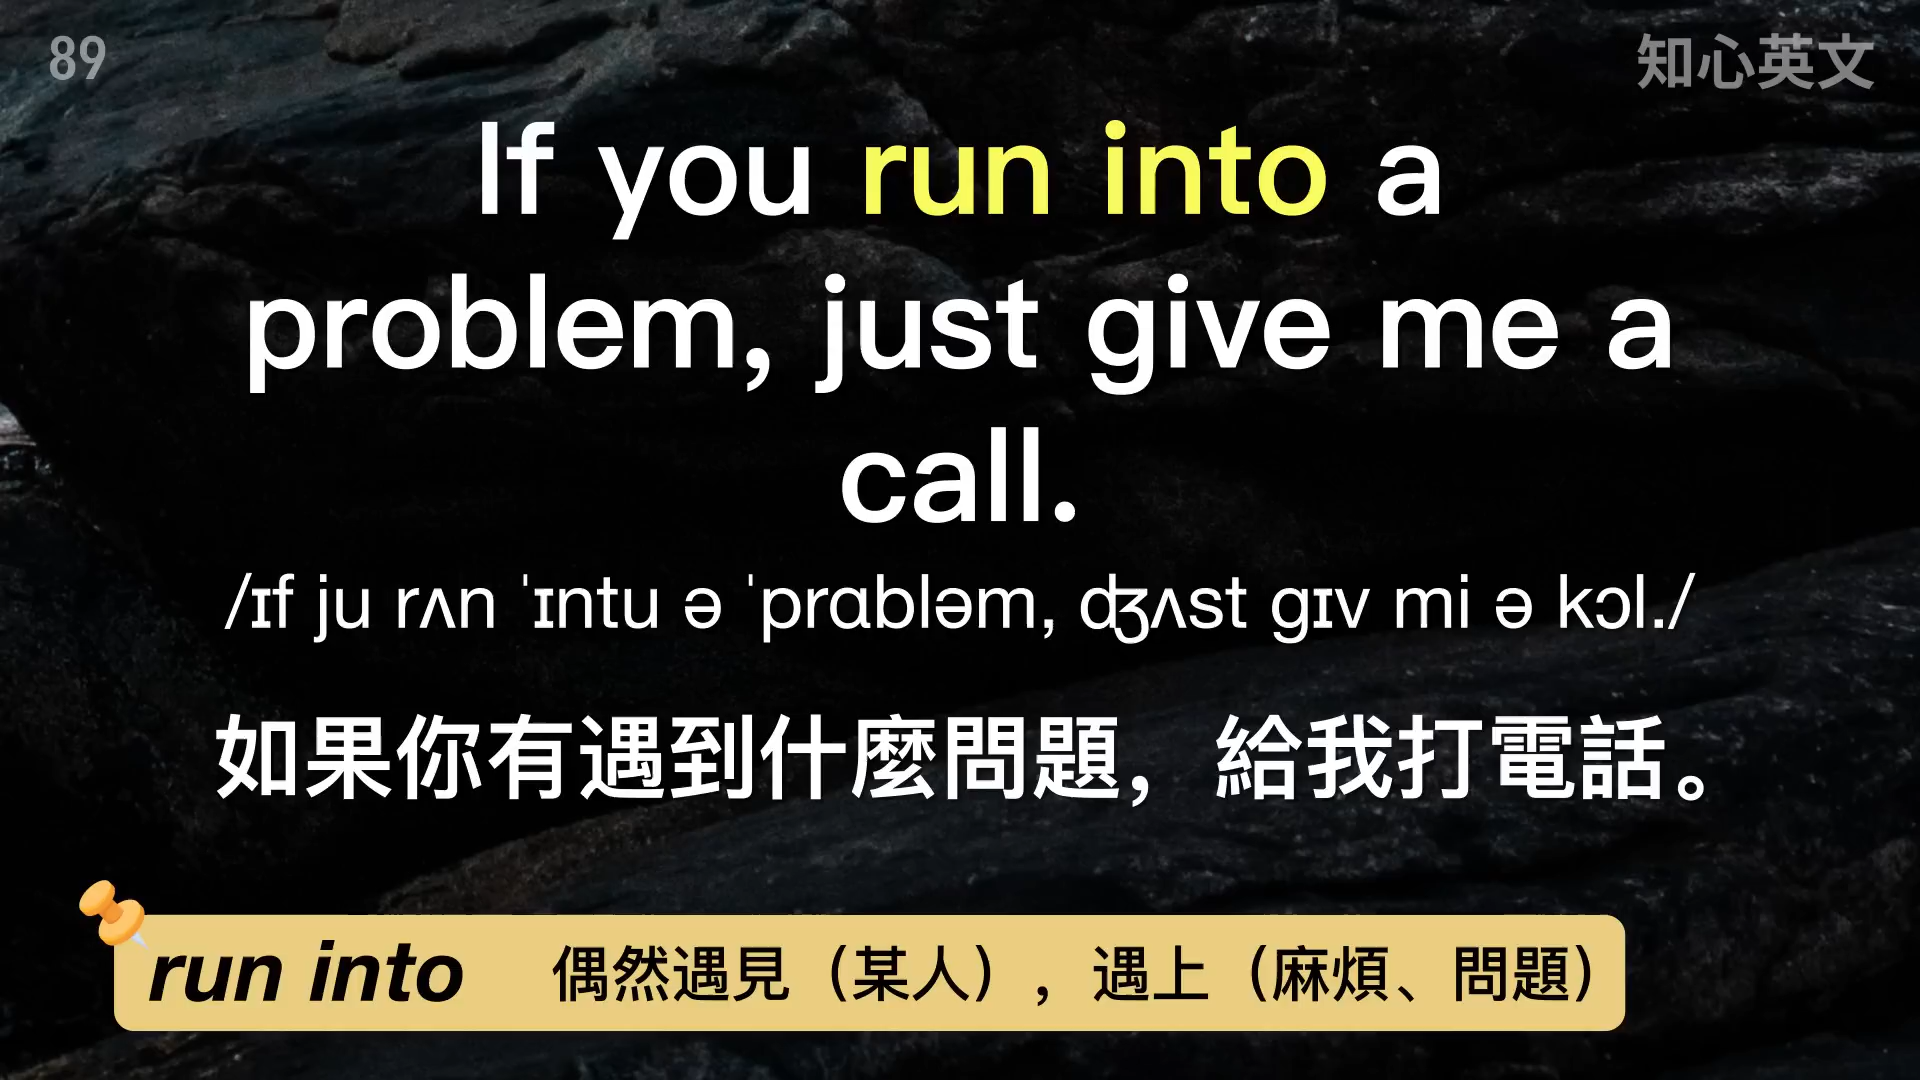 89
知心英文
If you run into a
problem, just give me a
call.
/ɪf ju rʌn ˈɪntu ə ˈprɑbləm, ʤʌst gɪv mi ə kɔl./
如果你有遇到什麼問題，給我打電話。
run into 偶然遇見（某人），遇上（麻煩、問題）